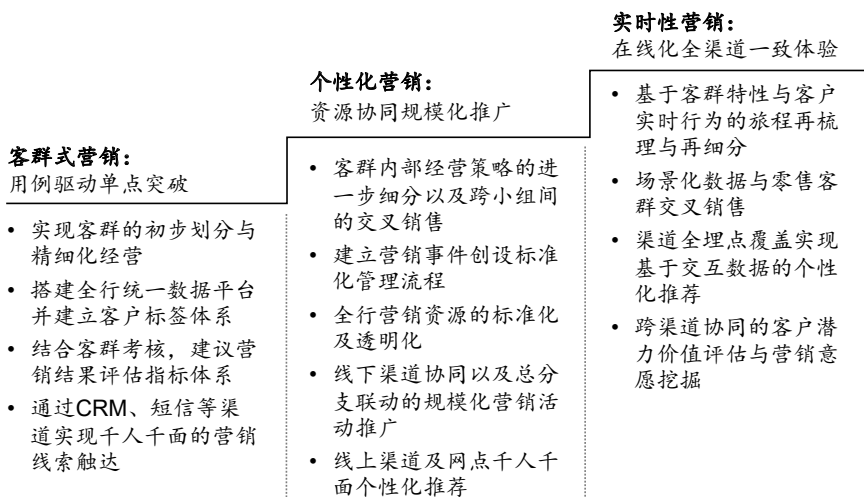 客群式营销：
用例驱动单点突破
• 实现客群的初步划分与
精细化经营
• 搭建全行统一数据平台
并建立客户标签体系
• 结合客群考核，建议营
销结果评估指标体系
• 通过CRM、短信等渠
道实现千人千面的营销
线索触达
个性化营销：
资源协同规模化推广
• 客群内部经营策略的进
一步细分以及跨小组间
的交叉销售
• 建立营销事件创设标准
化管理流程
• 全行营销资源的标准化
及透明化
• 线下渠道协同以及总分
支联动的规模化营销活
动推广
• 线上渠道及网点千人千
面个性化推荐
实时性营销：
在线化全渠道一致体验
• 基于客群特性与客户
实时行为的旅程再梳
理与再细分
• 场景化数据与零售客
群交叉销售
• 渠道全埋点覆盖实现
基于交互数据的个性
化推荐
• 跨渠道协同的客户潜
力价值评估与营销意
愿挖掘